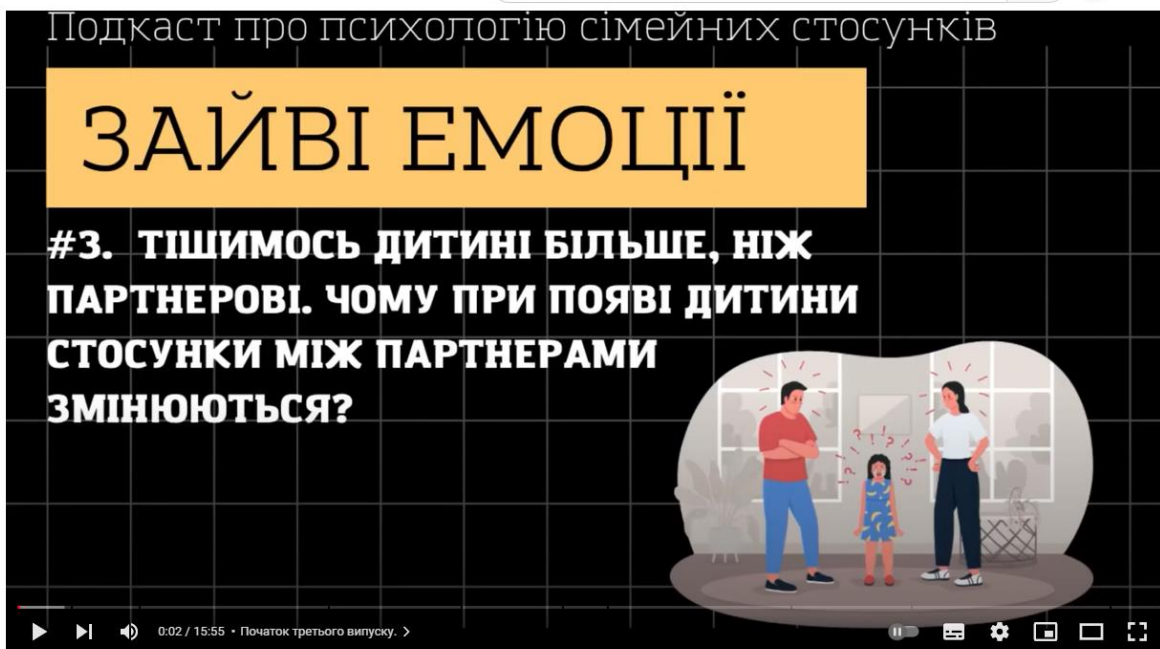 Подкаст про психологію сімейних стосунків
ЗАЙВІ ЕМОЦІЇ
#3. ТІШИМОСЬ ДИТИНІ БІЛЬШЕ, НІЖ
ПАРТНЕРОВІ. ЧОМУ ПРИ ПОЯВІ ДИТИНИ
СТОСУНКИ МІЖ ПАРТНЕРАМИ
ЗМІНЮЮТЬСЯ?
0:02 / 15:55 • Початок третього випуску.